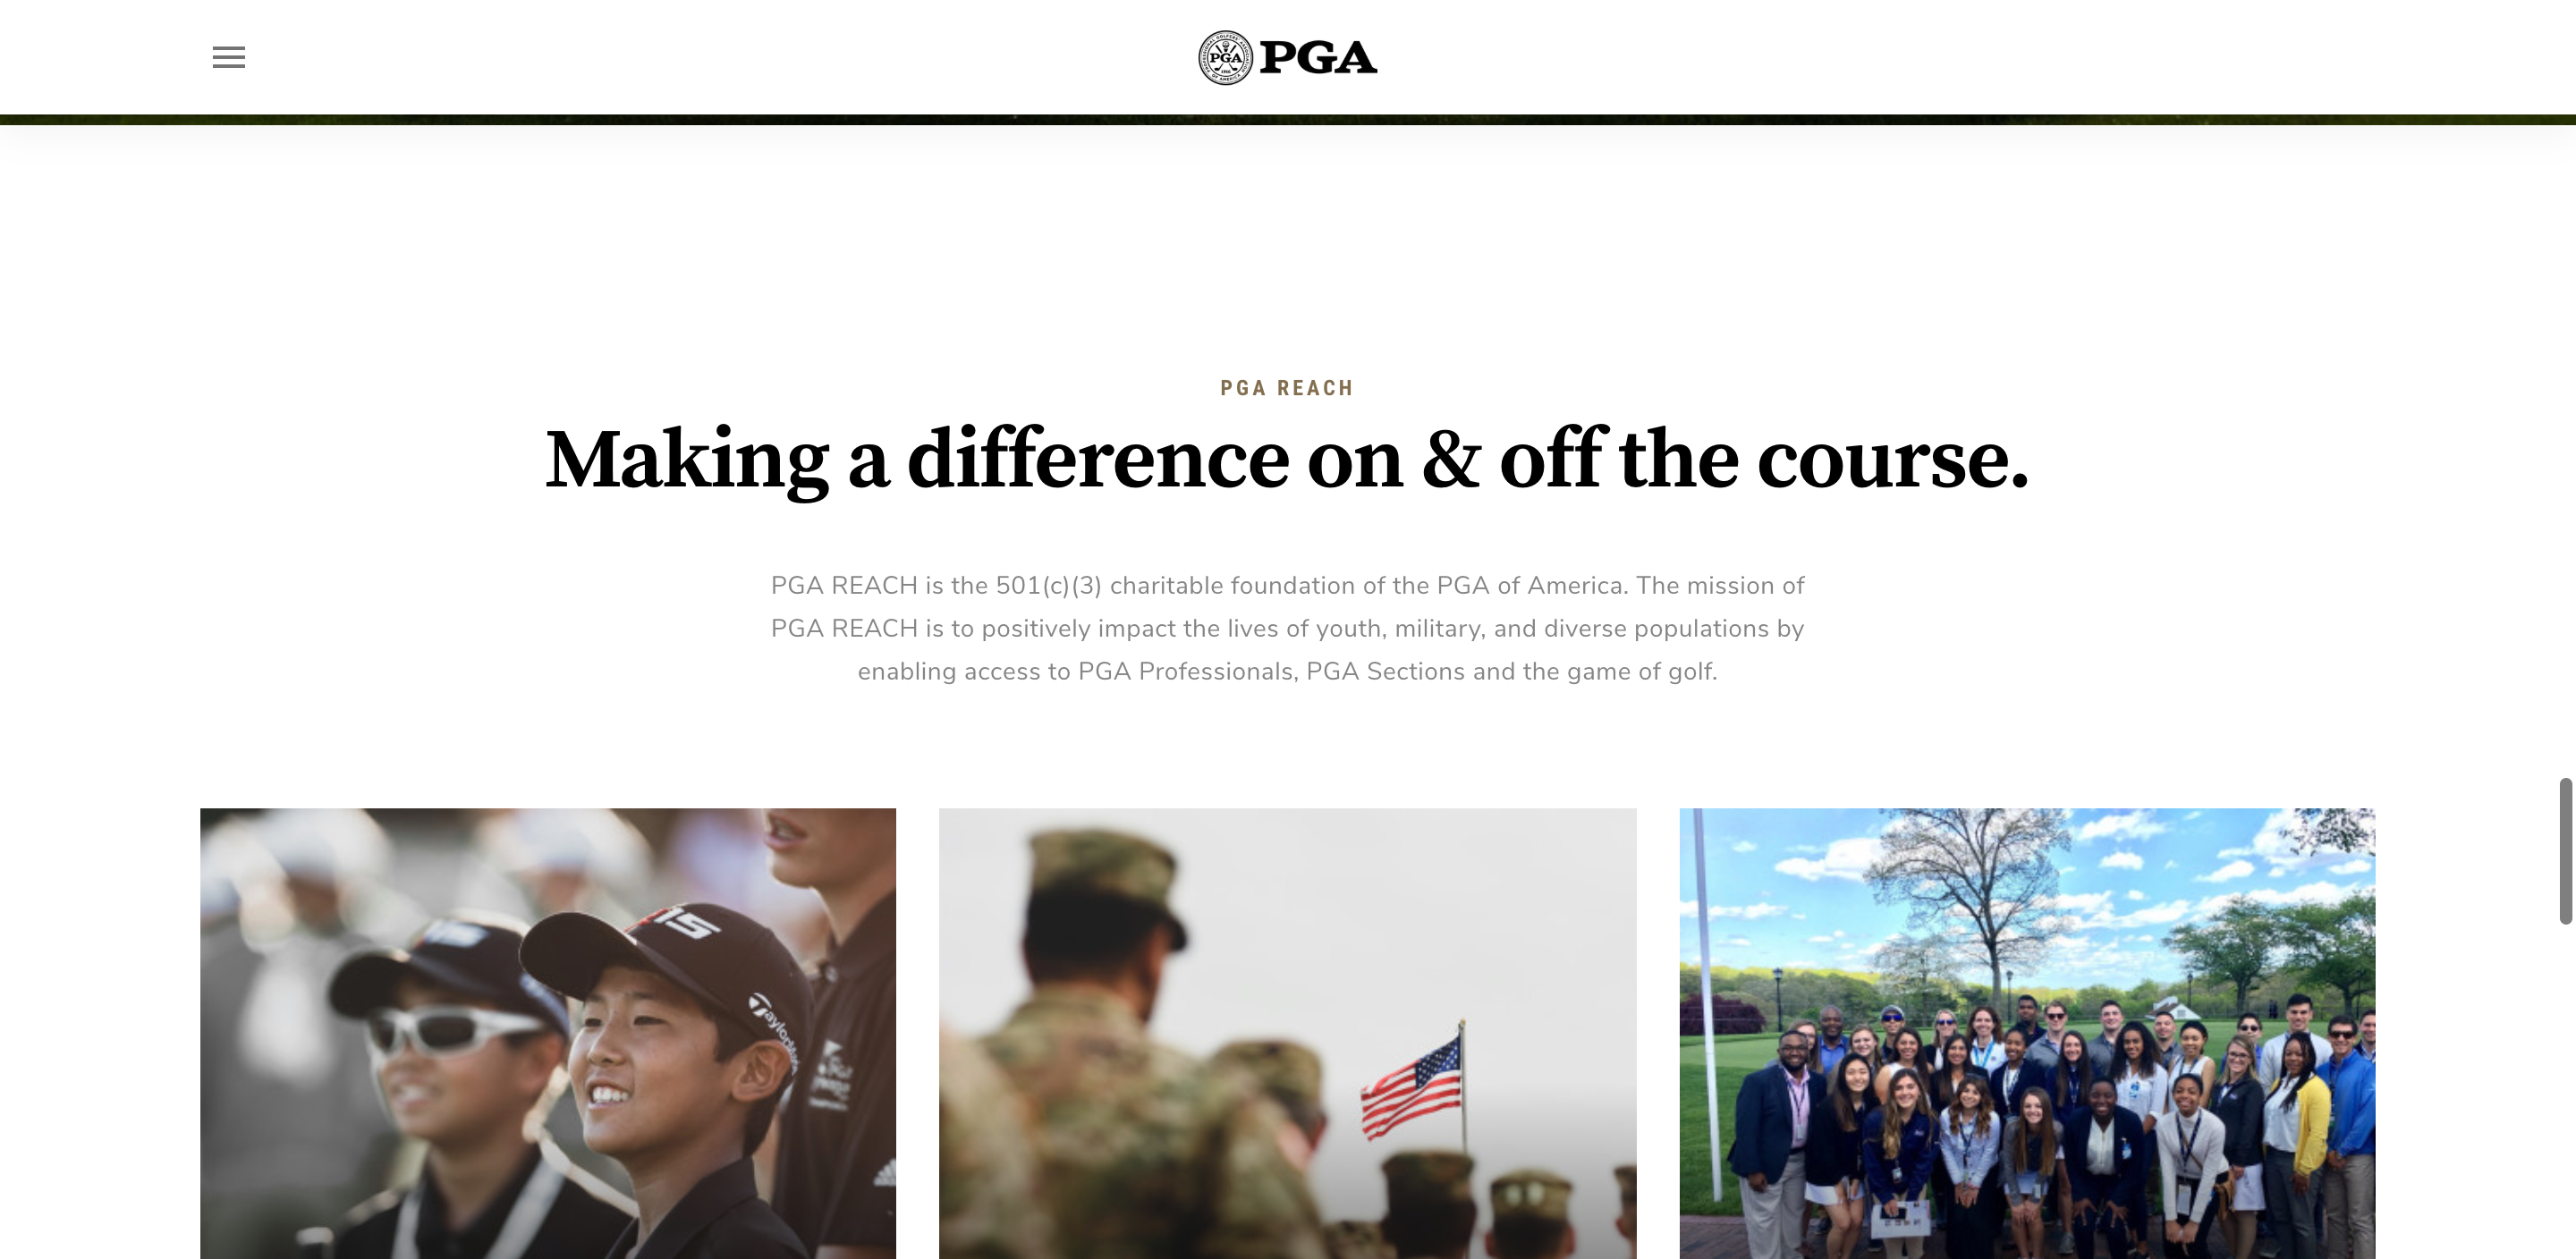 PGA
PGA REACH
Making a difference on & off the course.
PGA REACH is the 501(c)(3) charitable foundation of the PGA of America. The mission of
PGA REACH is to positively impact the lives of youth, military, and diverse populations by
enabling access to PGA Professionals, PGA Sections and the game of golf.
15
TaylorMade